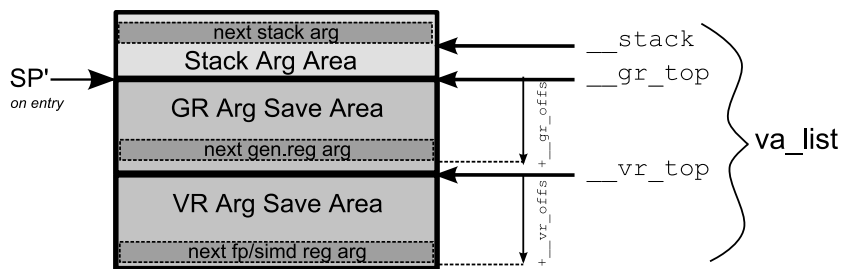 next stack arg
__stack
Stack Arg Area
SP'
__gr_top
on entry
GR Arg Save Area
+__gr_offs
next gen.reg arg
va_list
__vr_top
VR Arg Save Area
+__vr_offs
next fp/simd reg arg